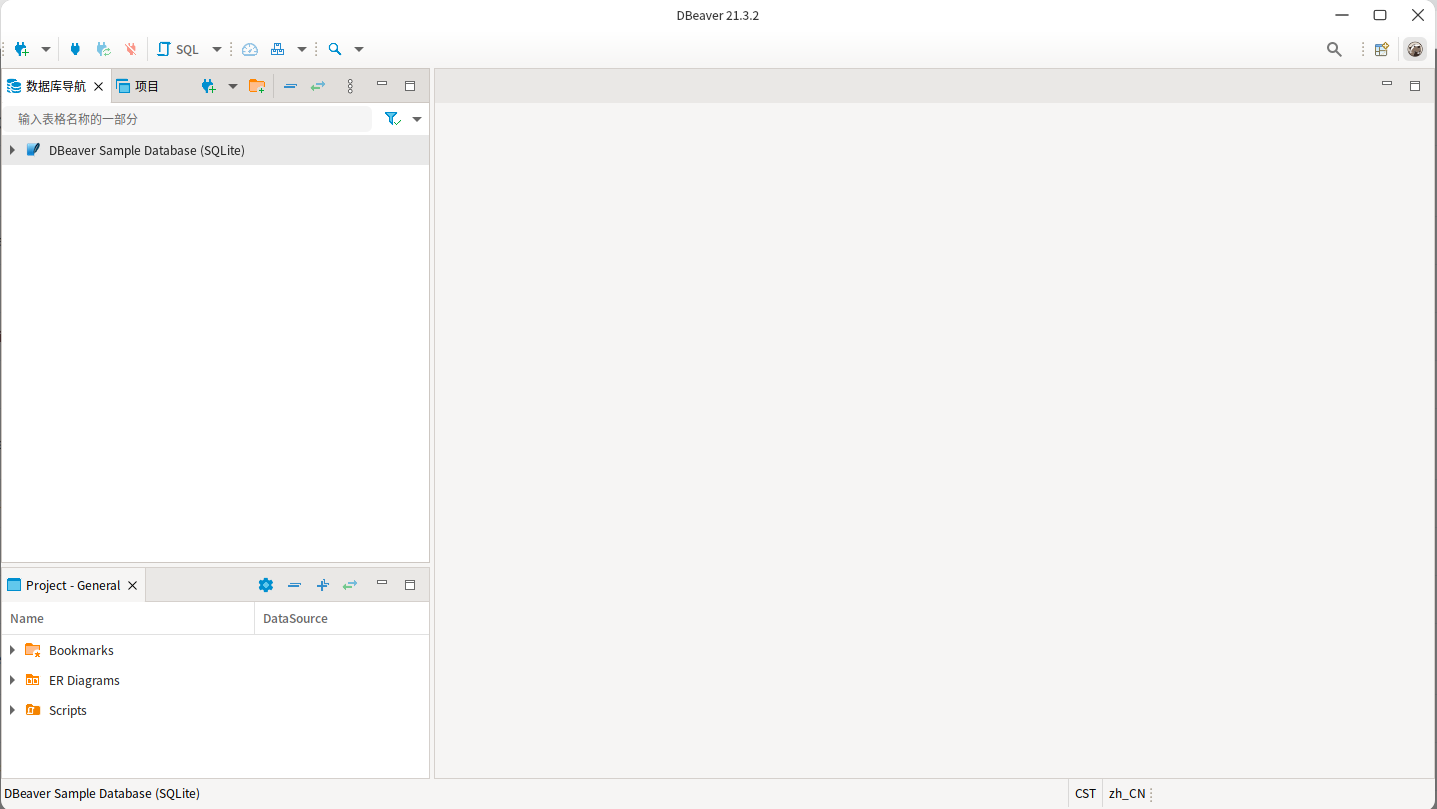 DBeaver 21.3.2
SQL
数据库导航
项目
输入表格名称的一部分
DBeaver Sample Database (SQLite)
Project - General
Name DataSource
Bookmarks
ER Diagrams
Scripts
DBeaver Sample Database (SQLite) CST zh_CN